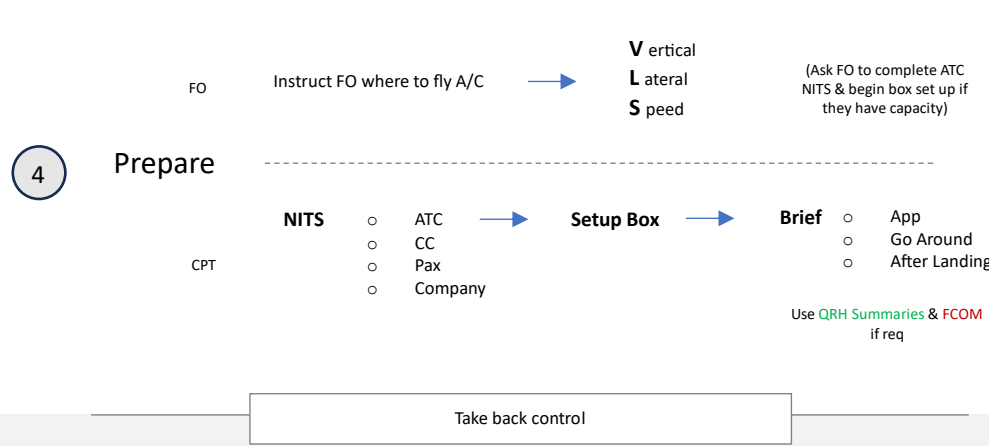 4
Prepare
FO
Instruct FO where to fly A/C
V ertical
L ateral
S peed
(Ask FO to complete ATC
NITS & begin box set up if
they have capacity)
CPT
NITS
o ATC
o CC
o Pax
o Company
Setup Box
Brief
o App
o Go Around
o After Landing
Use QRH Summaries & FCOM
if req
Take back control